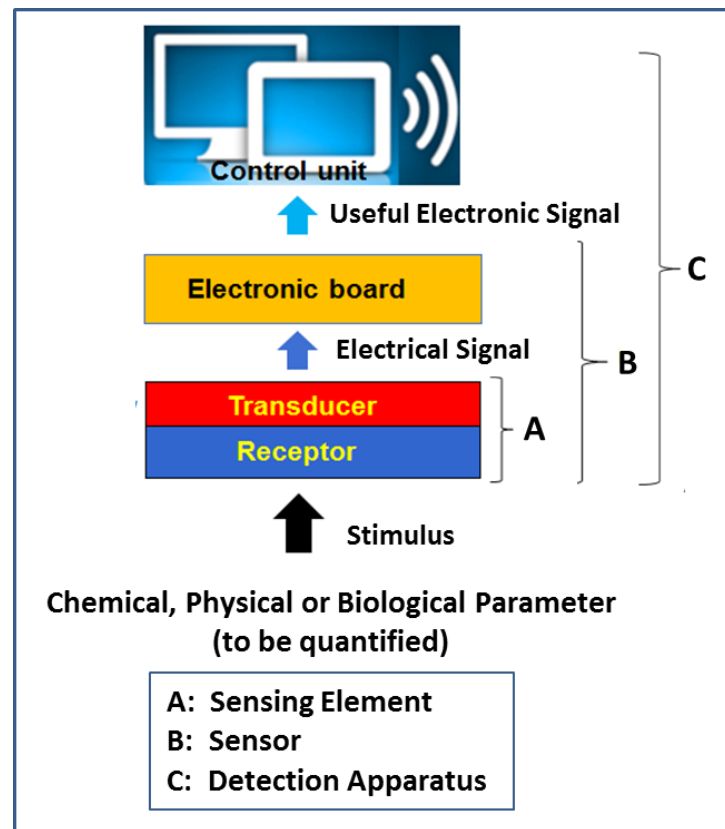 Control unit
Useful Electronic Signal
Electronic board
C
Electrical Signal
B
Transducer
A
Receptor
Stimulus
Chemical, Physical or Biological Parameter
(to be quantified)
A: Sensing Element
B: Sensor
C: Detection Apparatus